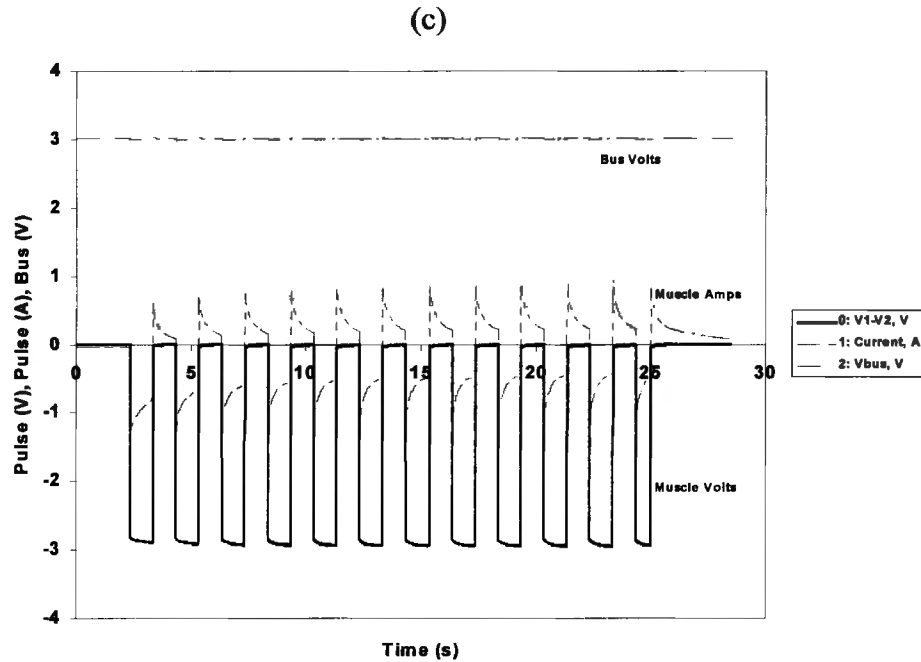 (c)
4
3
2
1
0
-1
-2
-3
-4
0
5
10
15
20
25
30
Pulse (V), Pulse (A), Bus (V)
Time (s)
Bus Volts
Muscle Amps
Muscle Volts
0: V1-V2, V
1: Current, A
2: Vbus, V